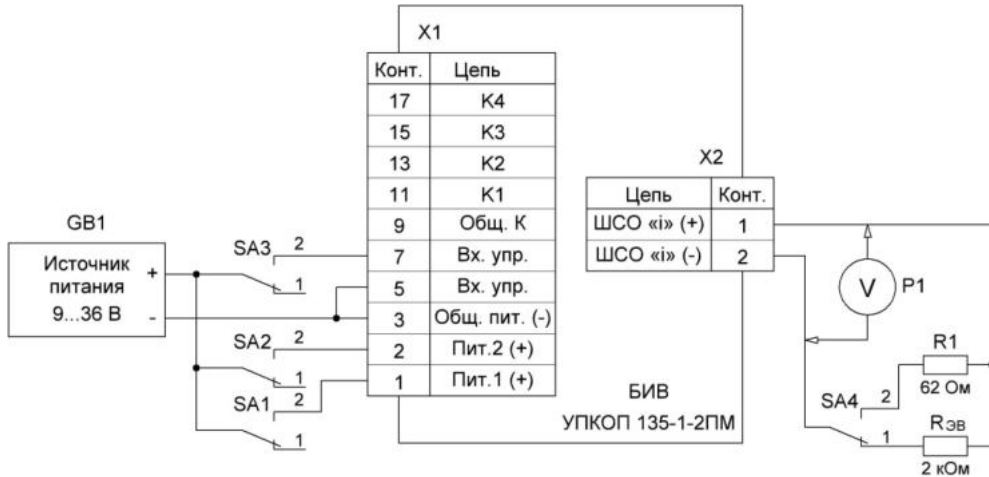 X1
Конт. Цепь
17 K4
15 K3
13 K2
11 K1
9 Общ. К
7 Вх. упр.
5 Вх. упр.
3 Общ. пит. (-)
2 Пит.2 (+)
1 Пит.1 (+)
GB1
Источник
питания
9...36 В
+
-
SA3 2
1
SA2 2
1
SA1 2
1
X2
Цепь Конт.
ШСО «i» (+) 1
ШСО «i» (-) 2
БИВ
УПКОП 135-1-2ПМ
V P1
R1
62 Ом
SA4 2
1
RЭВ
2 кОм